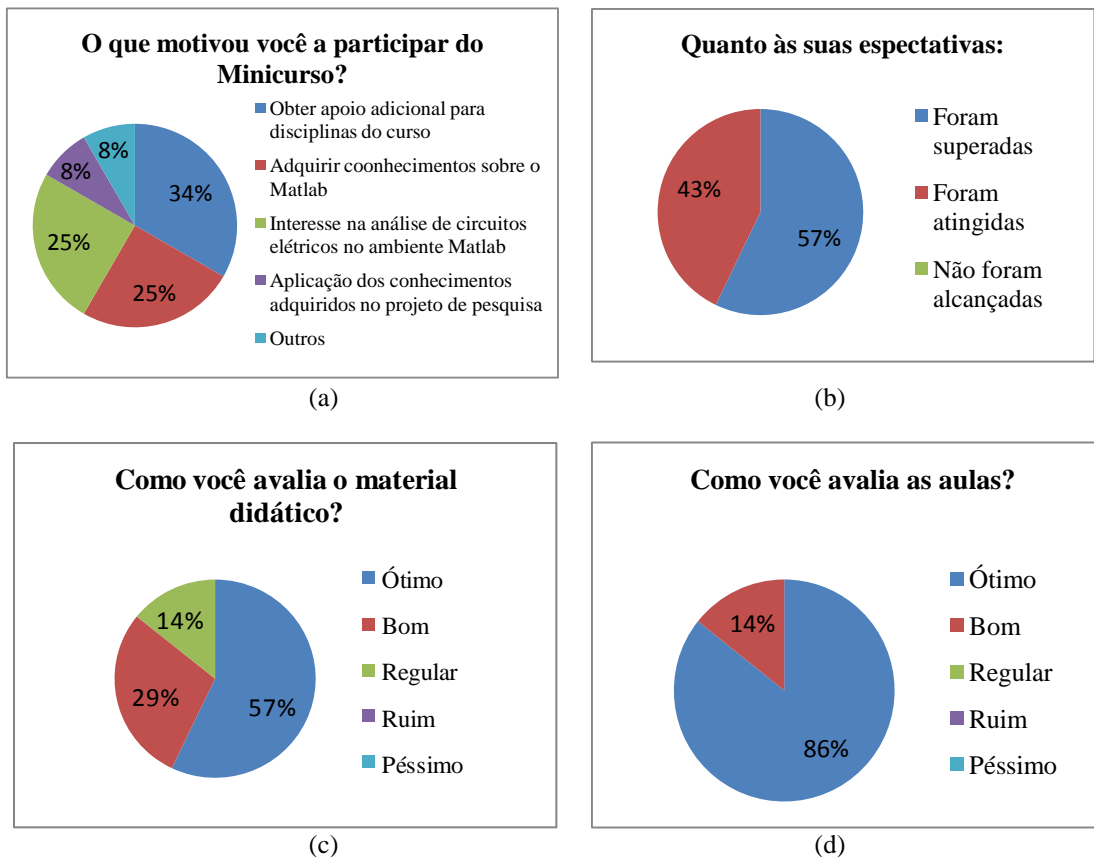 O que motivou você a participar do
Minicurso?
Obter apoio adicional para
disciplinas do curso
Adquirir coonhecimentos sobre o
Matlab
Interesse na análise de circuitos
elétricos no ambiente Matlab
Aplicação dos conhecimentos
adquiridos no projeto de pesquisa
Outros
34%
25%
25%
8%
8%
(a)
Quanto às suas espectativas:
Foram
superadas
Foram
atingidas
Não foram
alcançadas
43%
57%
(b)
Como você avalia o material
didático?
Ótimo
Bom
Regular
Ruim
Péssimo
14%
29%
57%
(c)
Como você avalia as aulas?
Ótimo
Bom
Regular
Ruim
Péssimo
14%
86%
(d)